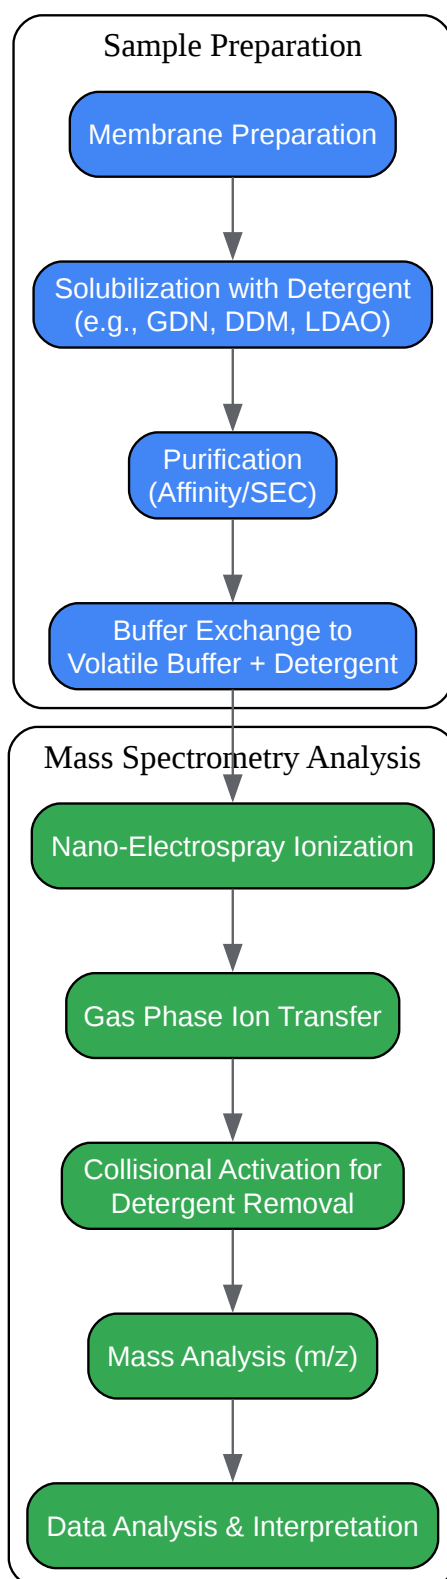 Sample Preparation
Membrane Preparation
Solubilization with Detergent
(e.g., GDN, DDM, LDAO)
Purification
(Affinity/SEC)
Buffer Exchange to
Volatile Buffer + Detergent
Mass Spectrometry Analysis
Nano-Electrospray Ionization
Gas Phase Ion Transfer
Collisional Activation for
Detergent Removal
Mass Analysis (m/z)
Data Analysis & Interpretation